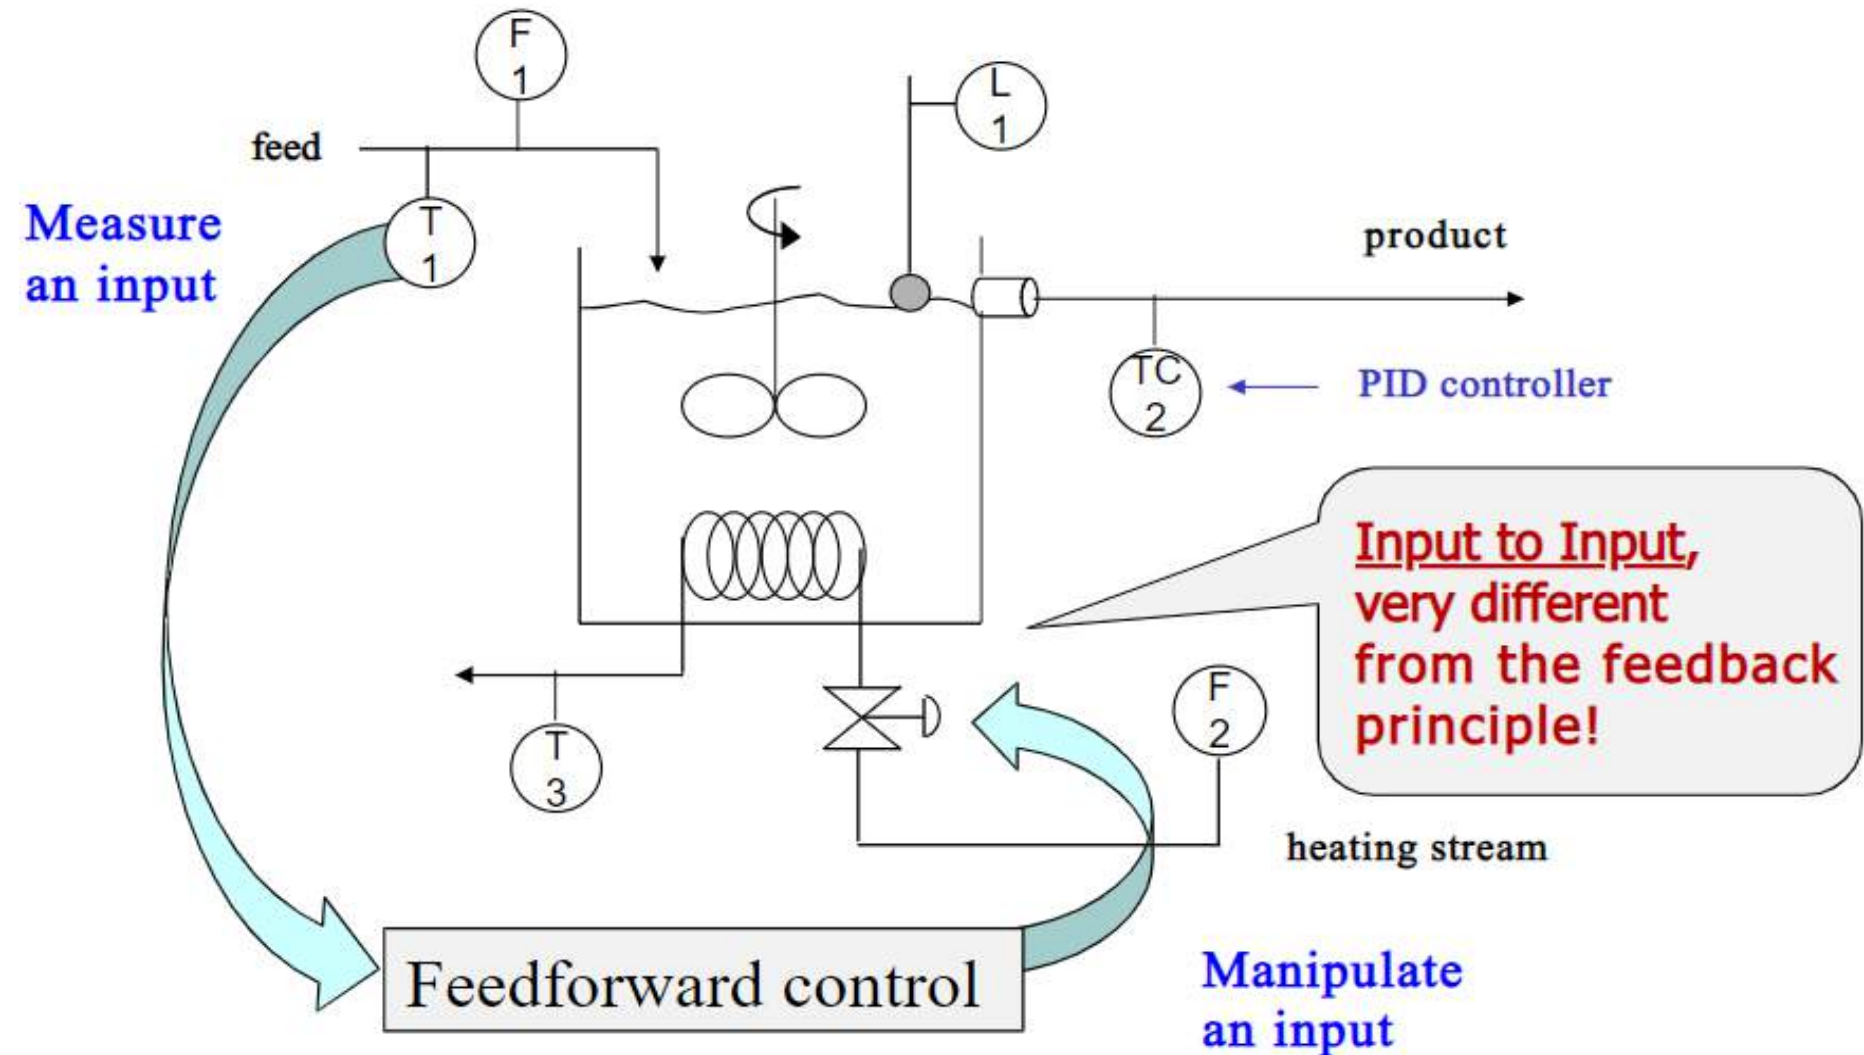 F
1
L
1
feed
T
1
Measure
an input
product
TC
2
PID controller
Input to Input,
very different
from the feedback
principle!
F
2
T
3
heating stream
Feedforward control
Manipulate
an input